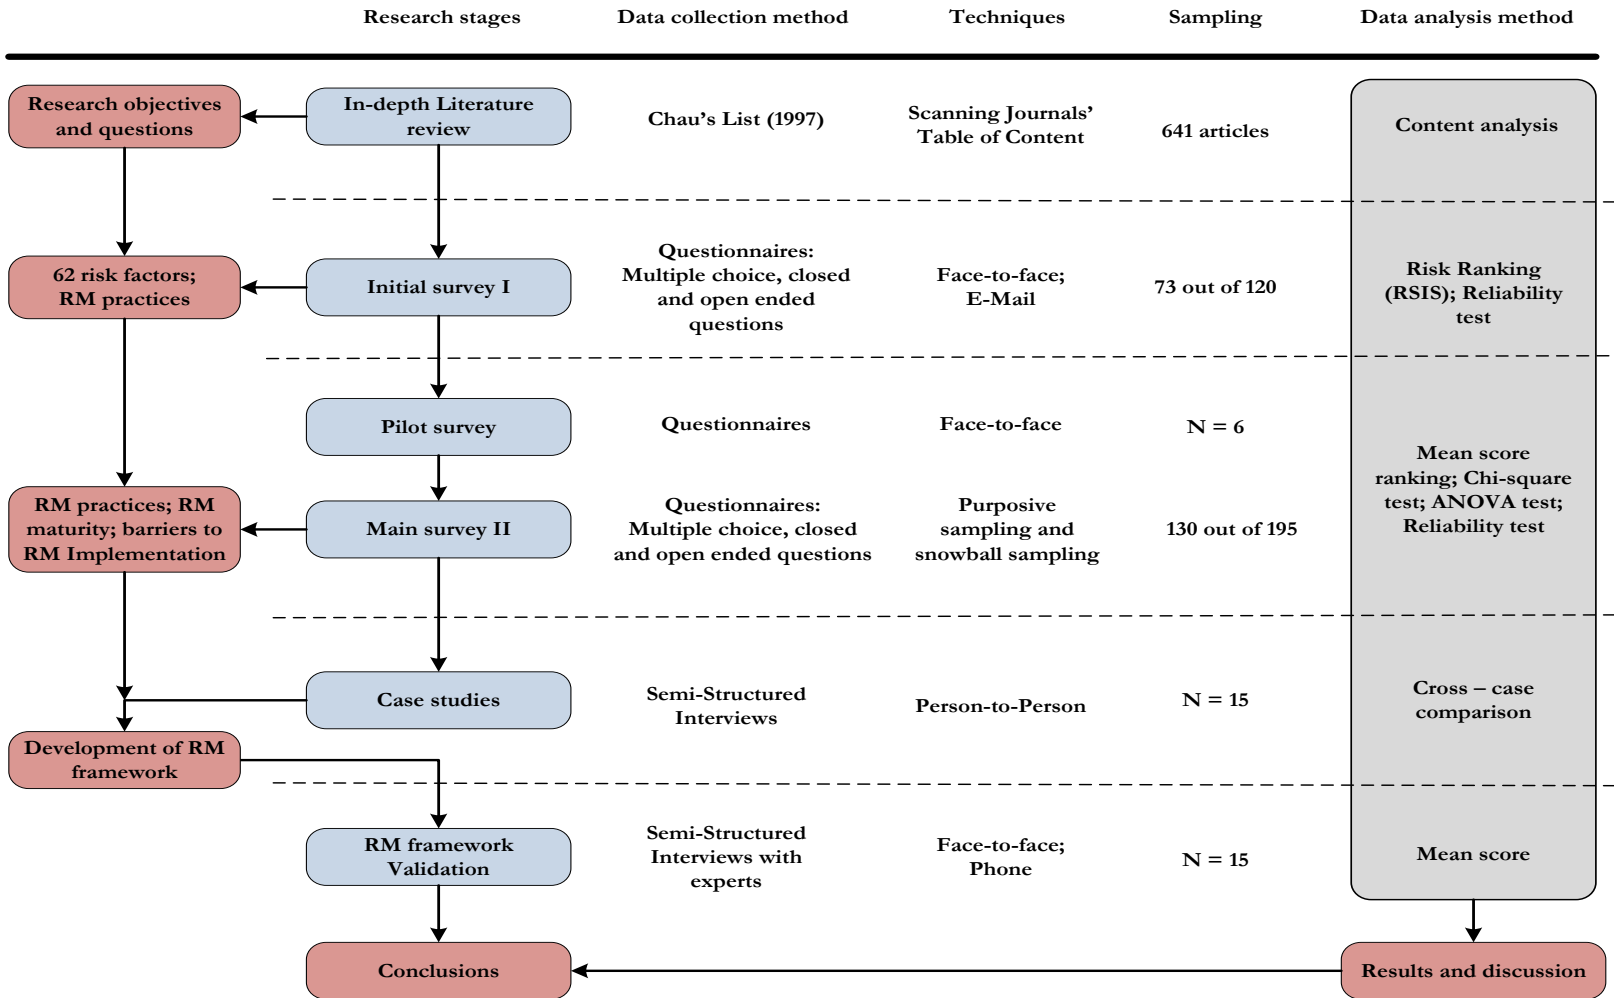 Research stages
Data collection method
Techniques
Sampling
Data analysis method
Research objectives
and questions
In-depth Literature
review
Chau's List (1997)
Scanning Journals'
Table of Content
641 articles
Content analysis
62 risk factors;
RM practices
Initial survey I
Questionnaires:
Multiple choice, closed
and open ended
questions
Face-to-face;
E-Mail
73 out of 120
Risk Ranking
(RSIS); Reliability
test
Pilot survey
Questionnaires
Face-to-face
N = 6
Mean score
ranking; Chi-square
test; ANOVA test;
Reliability test
RM practices; RM
maturity; barriers to
RM Implementation
Main survey II
Questionnaires:
Multiple choice, closed
and open ended questions
Purposive
sampling and
snowball sampling
130 out of 195
Case studies
Semi-Structured
Interviews
Person-to-Person
N = 15
Cross – case
comparison
Development of RM
framework
RM framework
Validation
Semi-Structured
Interviews with
experts
Face-to-face;
Phone
N = 15
Mean score
Conclusions
Results and discussion